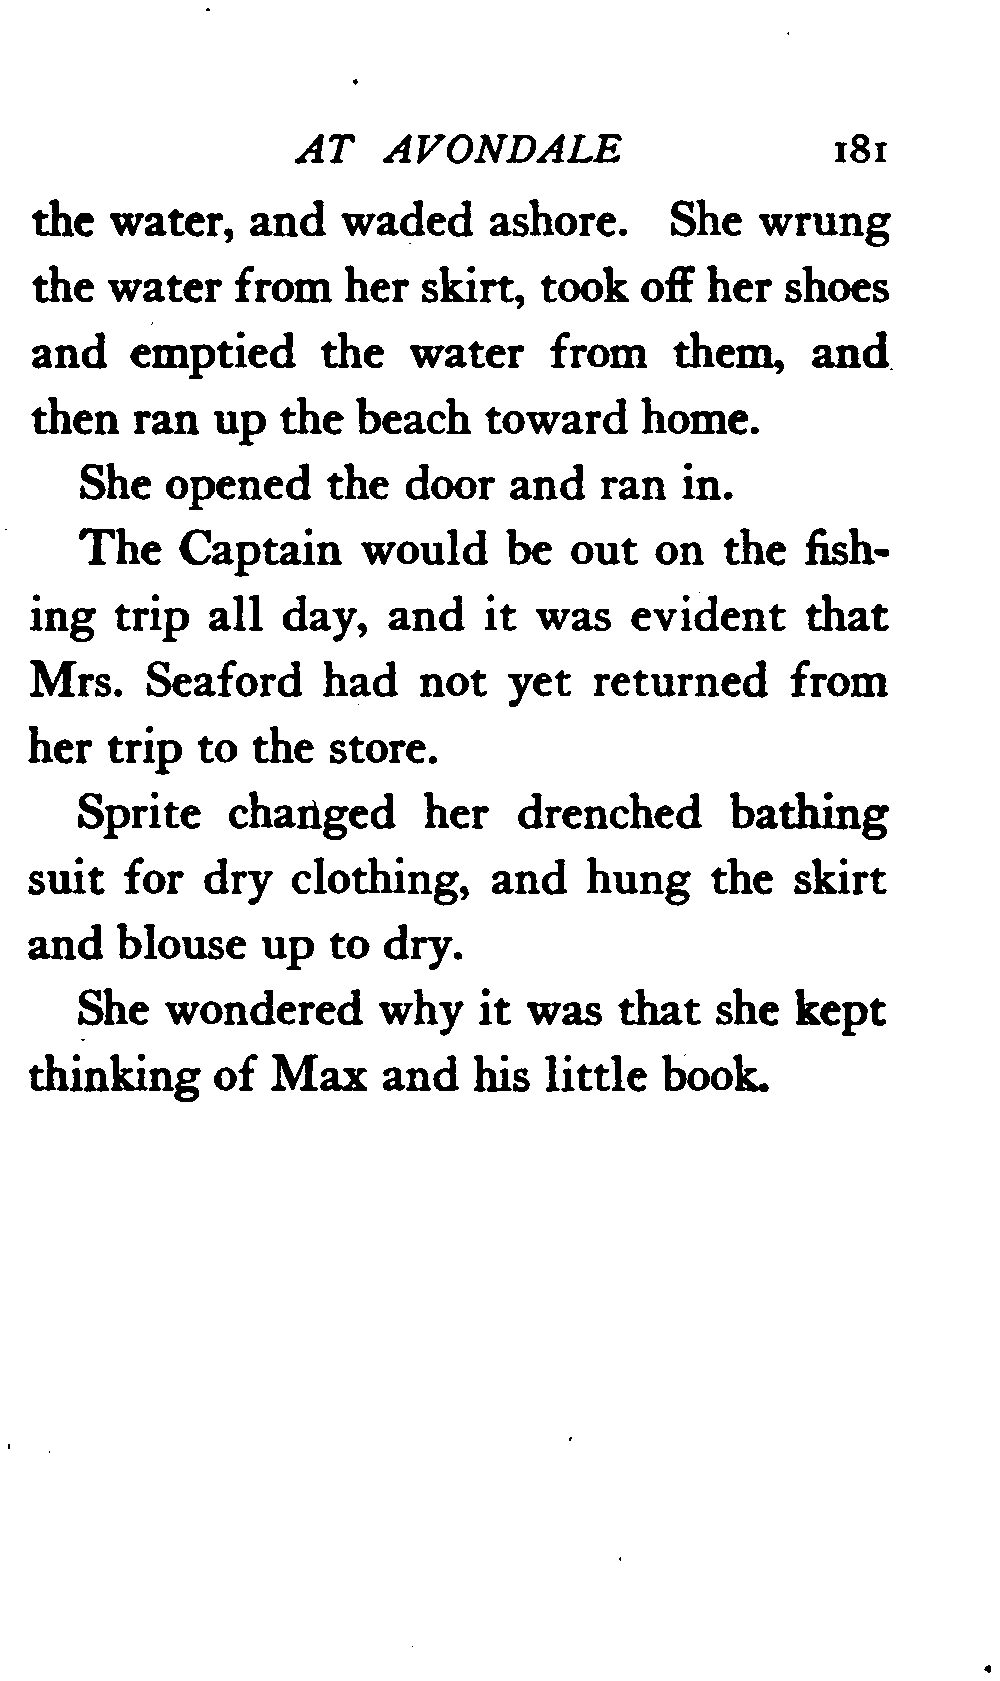 AT AVONDALE 181
the water, and waded ashore. She wrung
the water from her skirt, took off her shoes
and emptied the water from them, and
then ran up the beach toward home.
She opened the door and ran in.
The Captain would be out on the fish-
ing trip all day, and it was evident that
Mrs. Seaford had not yet returned from
her trip to the store.
Sprite changed her drenched bathing
suit for dry clothing, and hung the skirt
and blouse up to dry.
She wondered why it was that she kept
thinking of Max and his little book.